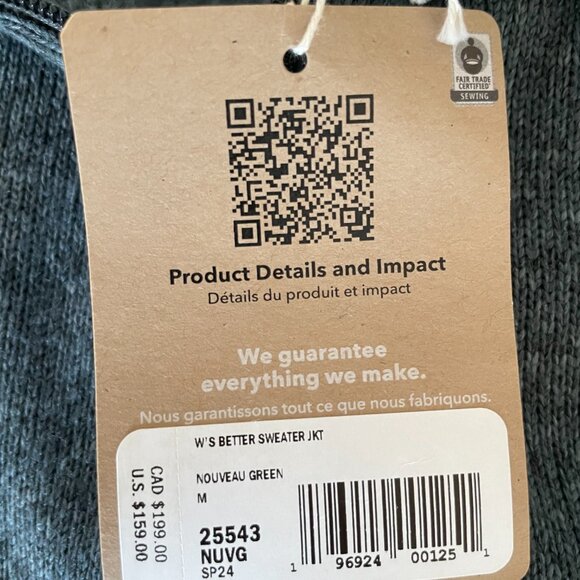 FAIR TRADE
CERTIFIED
SEWING
Product Details and Impact
Détails du produit et impact
We guarantee
everything we make.
Nous garantissons tout ce que nous fabriquons.
W'S BETTER SWEATER JKT
NOUVEAU GREEN
M
25543
NUVG
SP24
CAD $199.00
U.S. $159.00
1 96924 00125 1